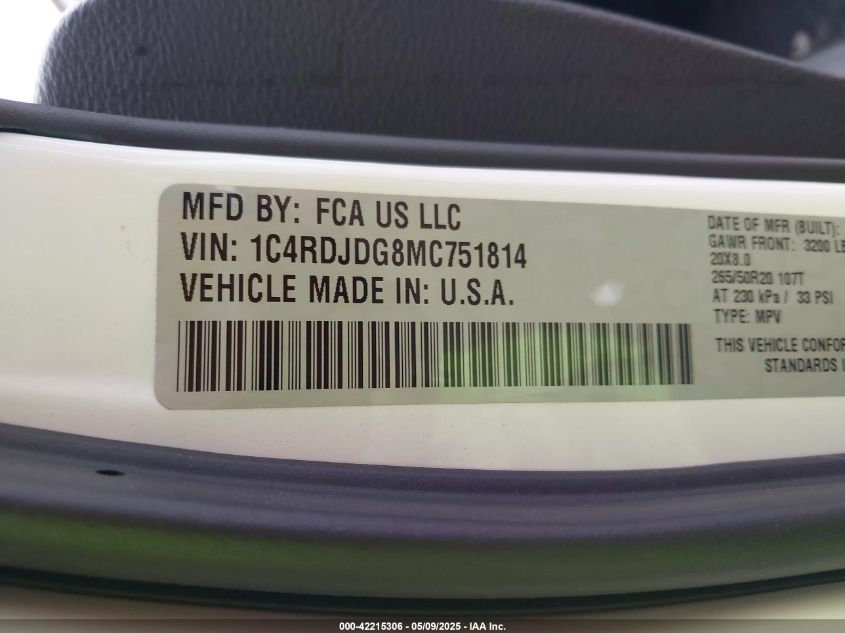 MFD BY: FCA US LLC
VIN: 1C4RDJDG8MC751814
VEHICLE MADE IN: U.S.A.
DATE OF MFR (BUILT):
GAWR FRONT: 3200 LB
20X8.0
265/50R20 107T
AT 230 kPa / 33 PSI
TYPE: MPV
THIS VEHICLE CONFOR
STANDARDS I
000-42215306 - 05/09/2025 - IAA Inc.